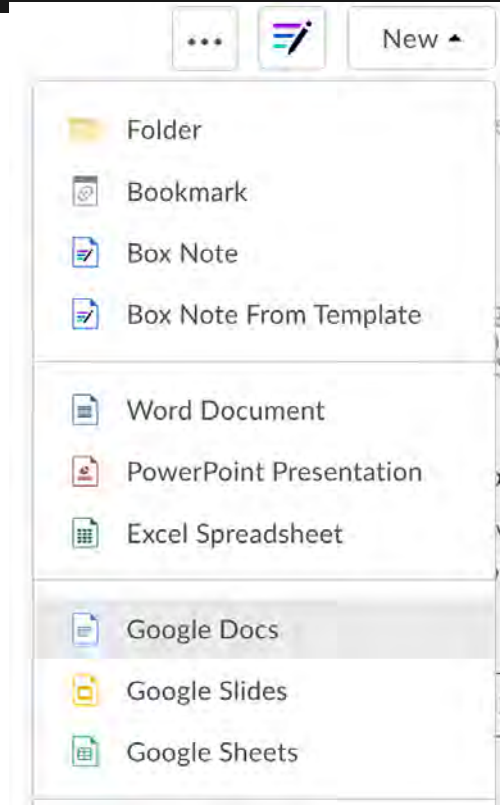 New
Folder
Bookmark
Box Note
Box Note From Template
Word Document
PowerPoint Presentation
Excel Spreadsheet
Google Docs
Google Slides
Google Sheets